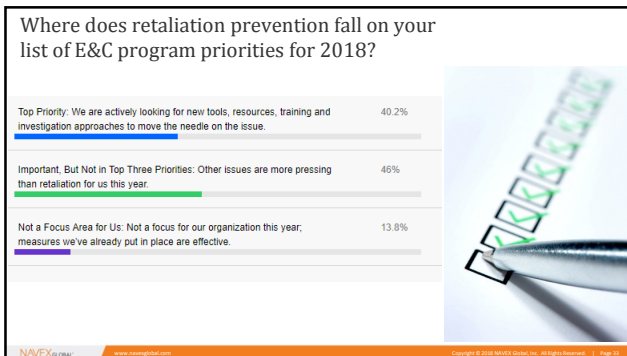 Where does retaliation prevention fall on your
list of E&C program priorities for 2018?
Top Priority: We are actively looking for new tools, resources, training and
investigation approaches to move the needle on the issue.
40.2%
Important, But Not in Top Three Priorities: Other issues are more pressing
than retaliation for us this year.
46%
Not a Focus Area for Us: Not a focus for our organization this year;
measures we've already put in place are effective.
13.8%
NAVEX GLOBAL
www.navexglobal.com
Copyright © 2018 NAVEX Global, Inc. All Rights Reserved. | Page 33